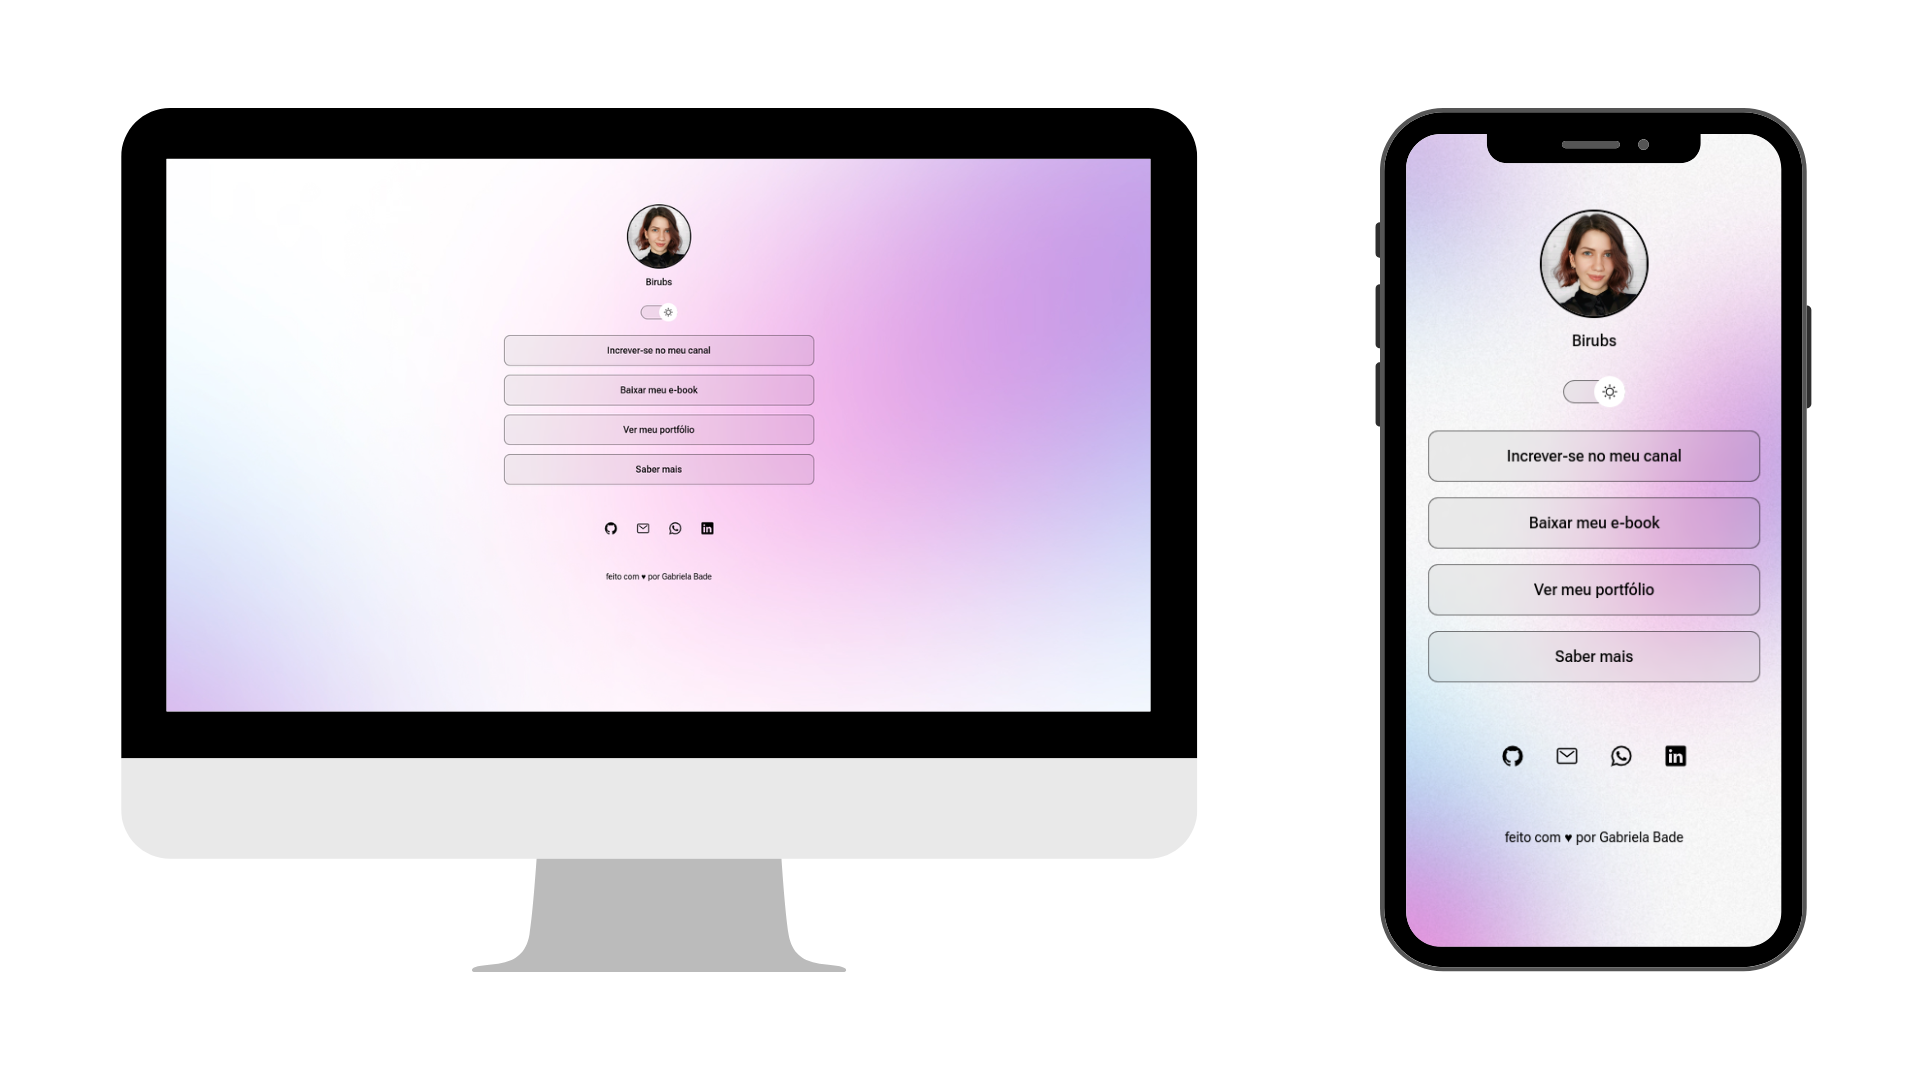 Birubs
Increver-se no meu canal
Baixar meu e-book
Ver meu portfólio
Saber mais
in
feito com ♥ por Gabriela Bade
Birubs
Increver-se no meu canal
Baixar meu e-book
Ver meu portfólio
Saber mais
in
feito com ♥ por Gabriela Bade